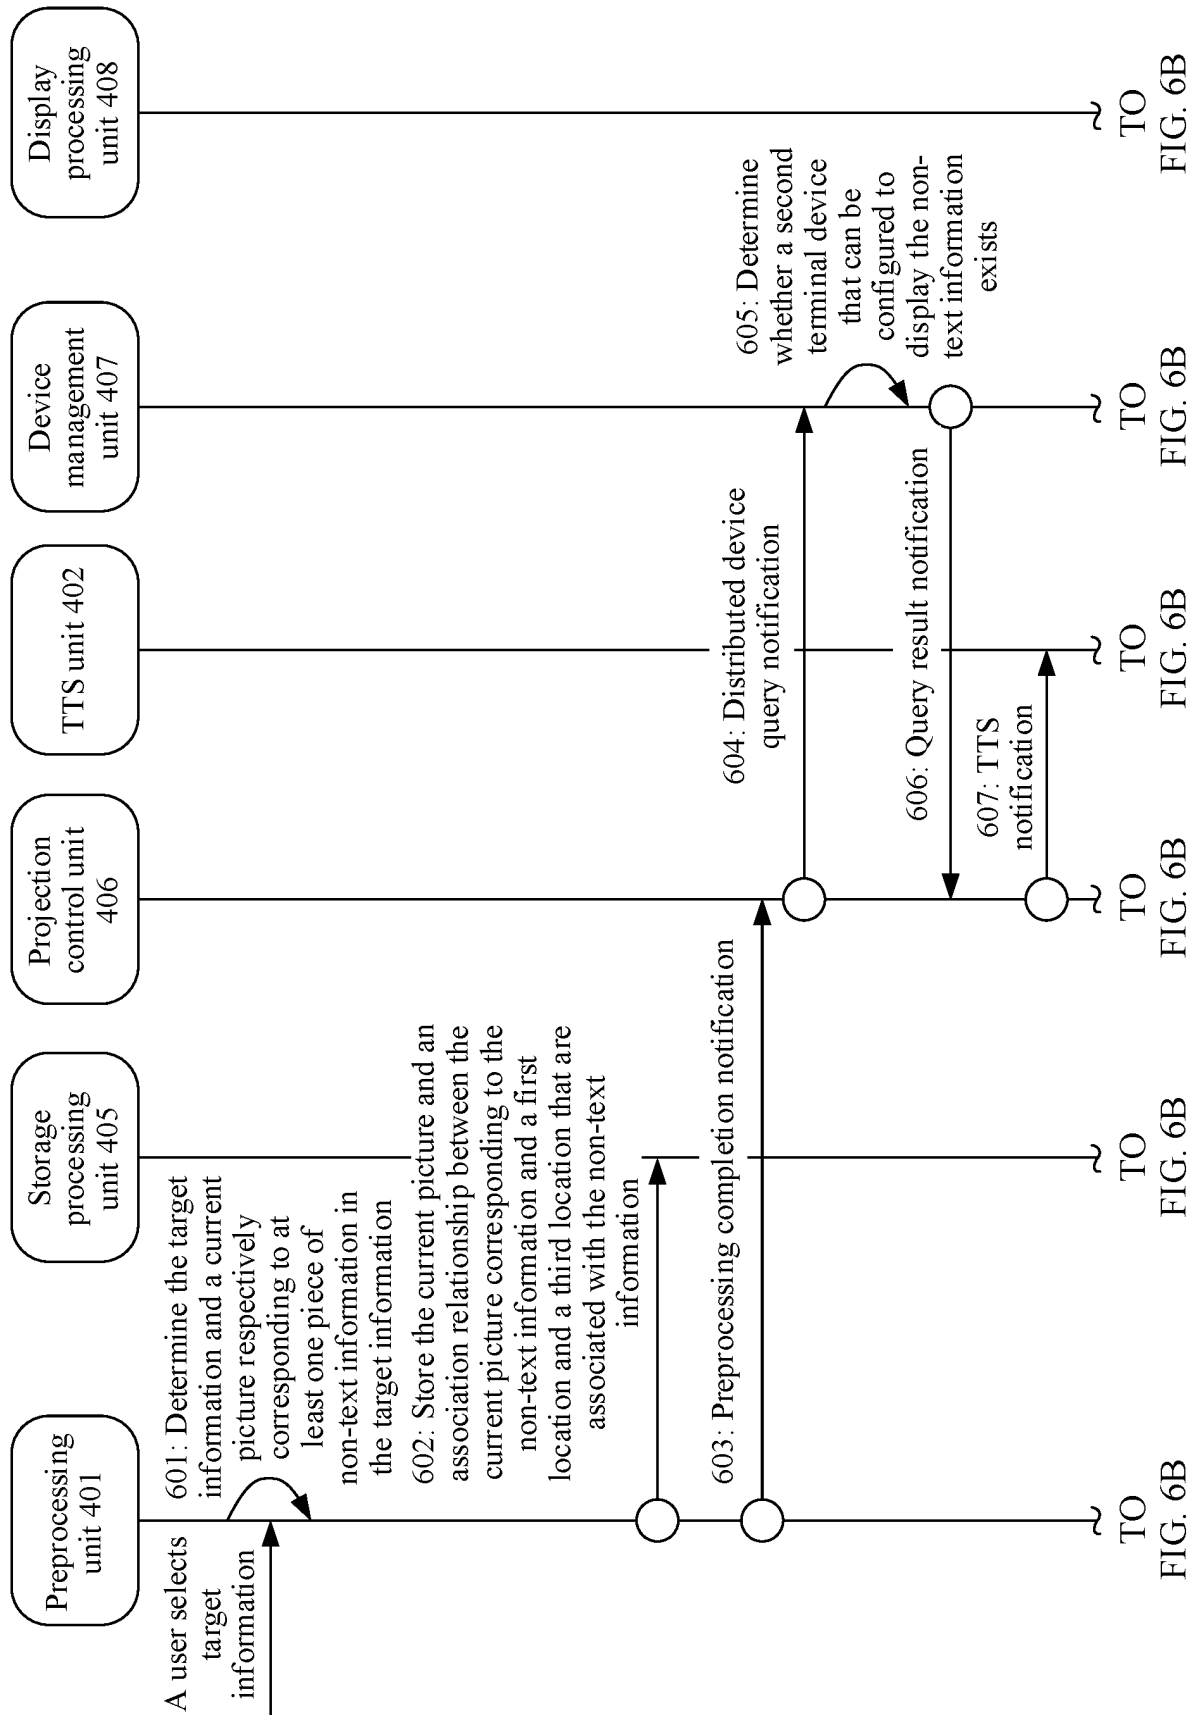 Preprocessing
unit 401
Storage
processing
unit 405
Projection
control unit
406
TTS unit 402
Device
management
unit 407
Display
processing
unit 408
A user selects
target
information
601: Determine the target
information and a current
picture respectively
corresponding to at
least one piece of
non-text information in
the target information
602: Store the current picture and an
association relationship between the
current picture corresponding to the
non-text information and a first
location and a third location that are
associated with the non-text
information
603: Preprocessing completion notification
604: Distributed device
query notification
605: Determine
whether a second
terminal device
that can be
configured to
display the non-
text information
exists
606: Query result notification
607: TTS
notification
TO
FIG. 6B
TO
FIG. 6B
TO
FIG. 6B
TO
FIG. 6B
TO
FIG. 6B
TO
FIG. 6B